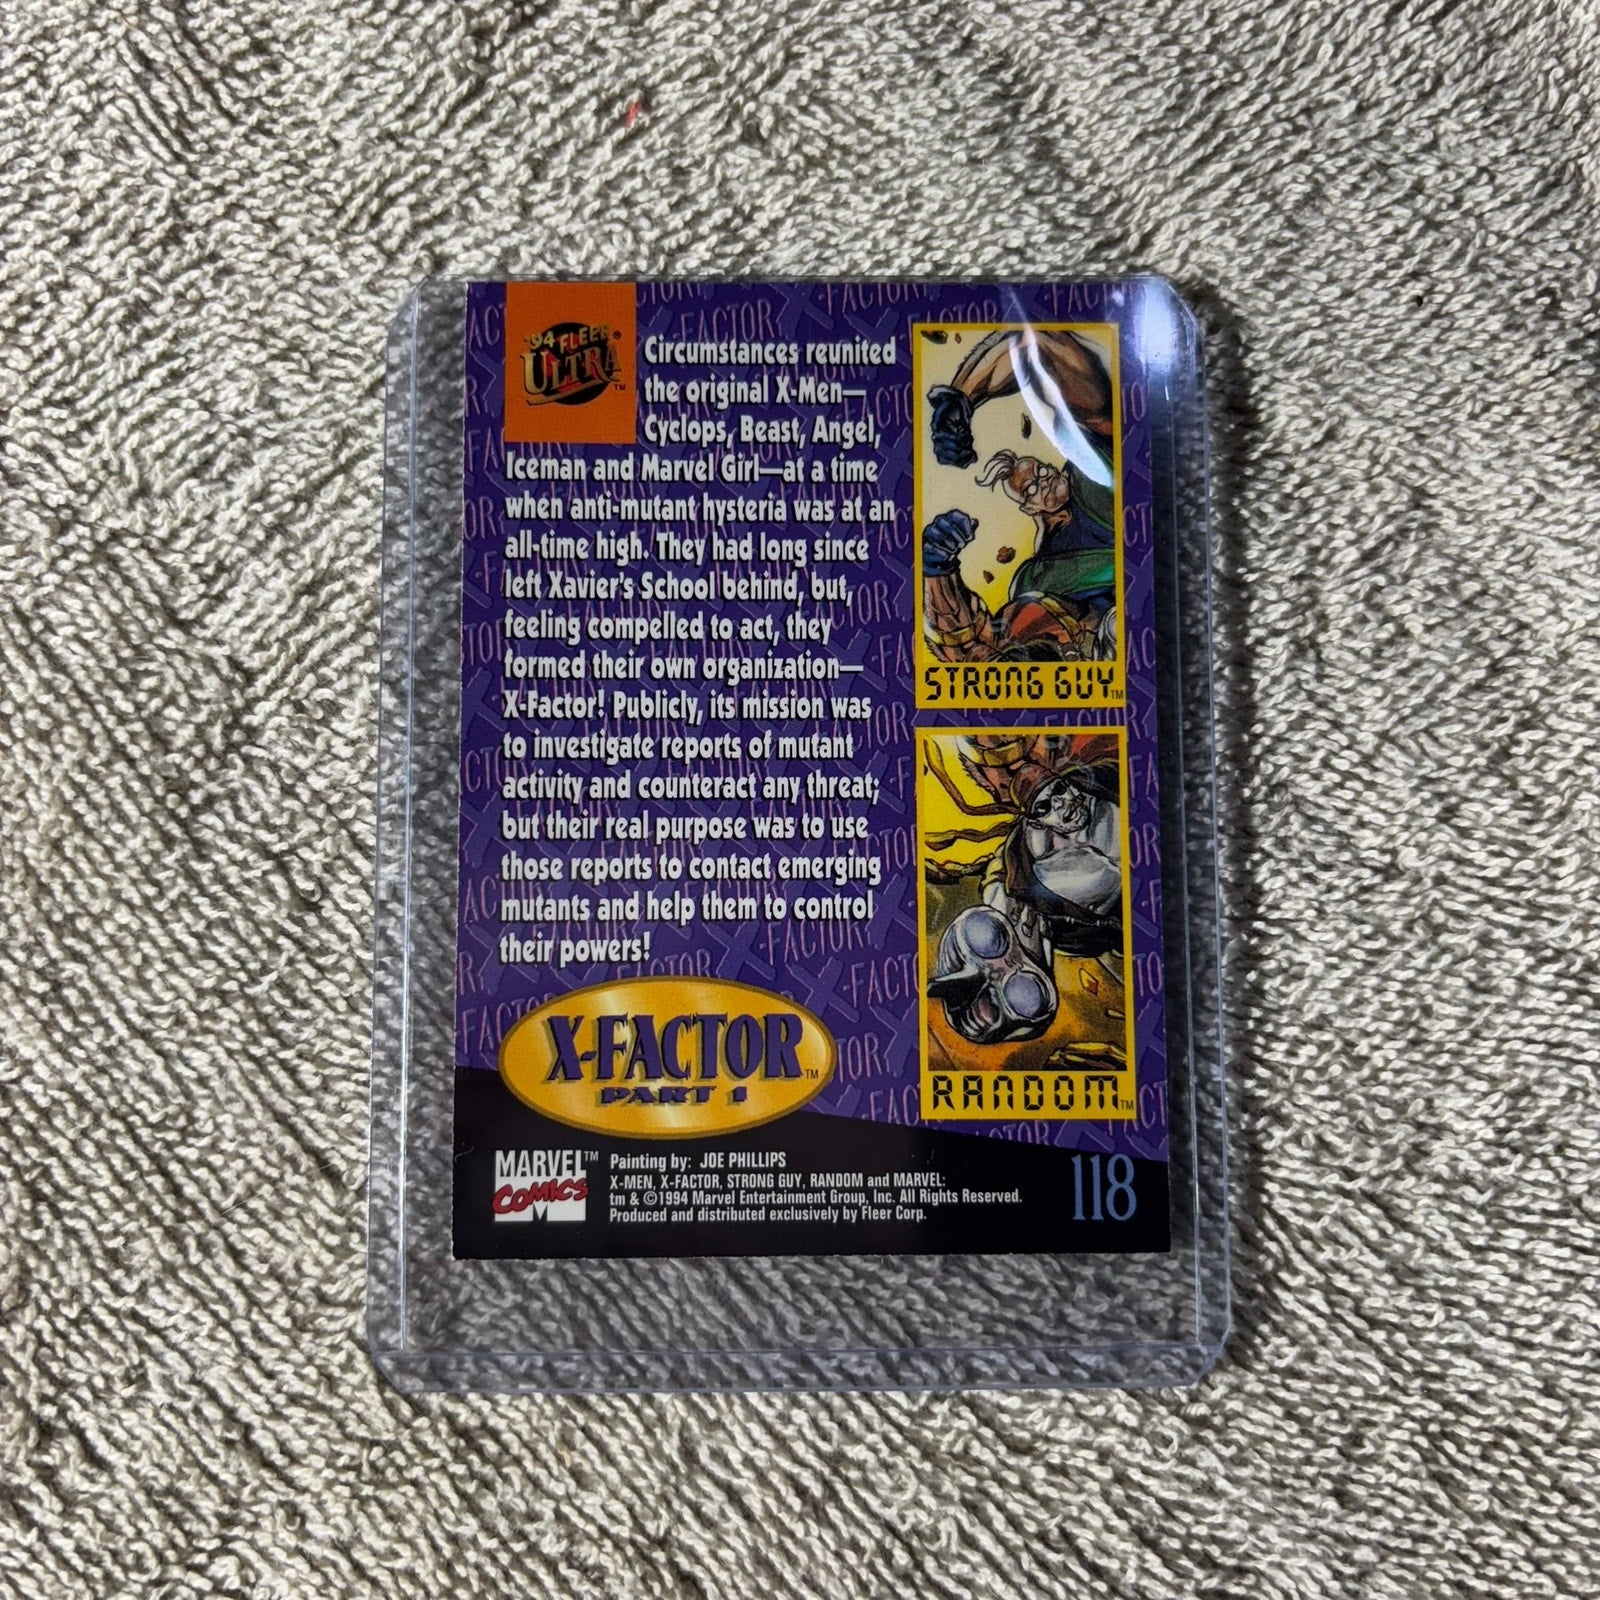 '94 FLEER®
ULTRA™
Circumstances reunited
the original X-Men—
Cyclops, Beast, Angel,
Iceman and Marvel Girl—at a time
when anti-mutant hysteria was at an
all-time high. They had long since
left Xavier's School behind, but,
feeling compelled to act, they
formed their own organization—
X-Factor! Publicly, its mission was
to investigate reports of mutant
activity and counteract any threat;
but their real purpose was to use
those reports to contact emerging
mutants and help them to control
their powers!
STRONG GUY™
RANDOM™
X-FACTOR™
PART 1
MARVEL™
COMICS
Painting by: JOE PHILLIPS
X-MEN, X-FACTOR, STRONG GUY, RANDOM and MARVEL:
tm & ©1994 Marvel Entertainment Group, Inc. All Rights Reserved.
Produced and distributed exclusively by Fleer Corp.
118